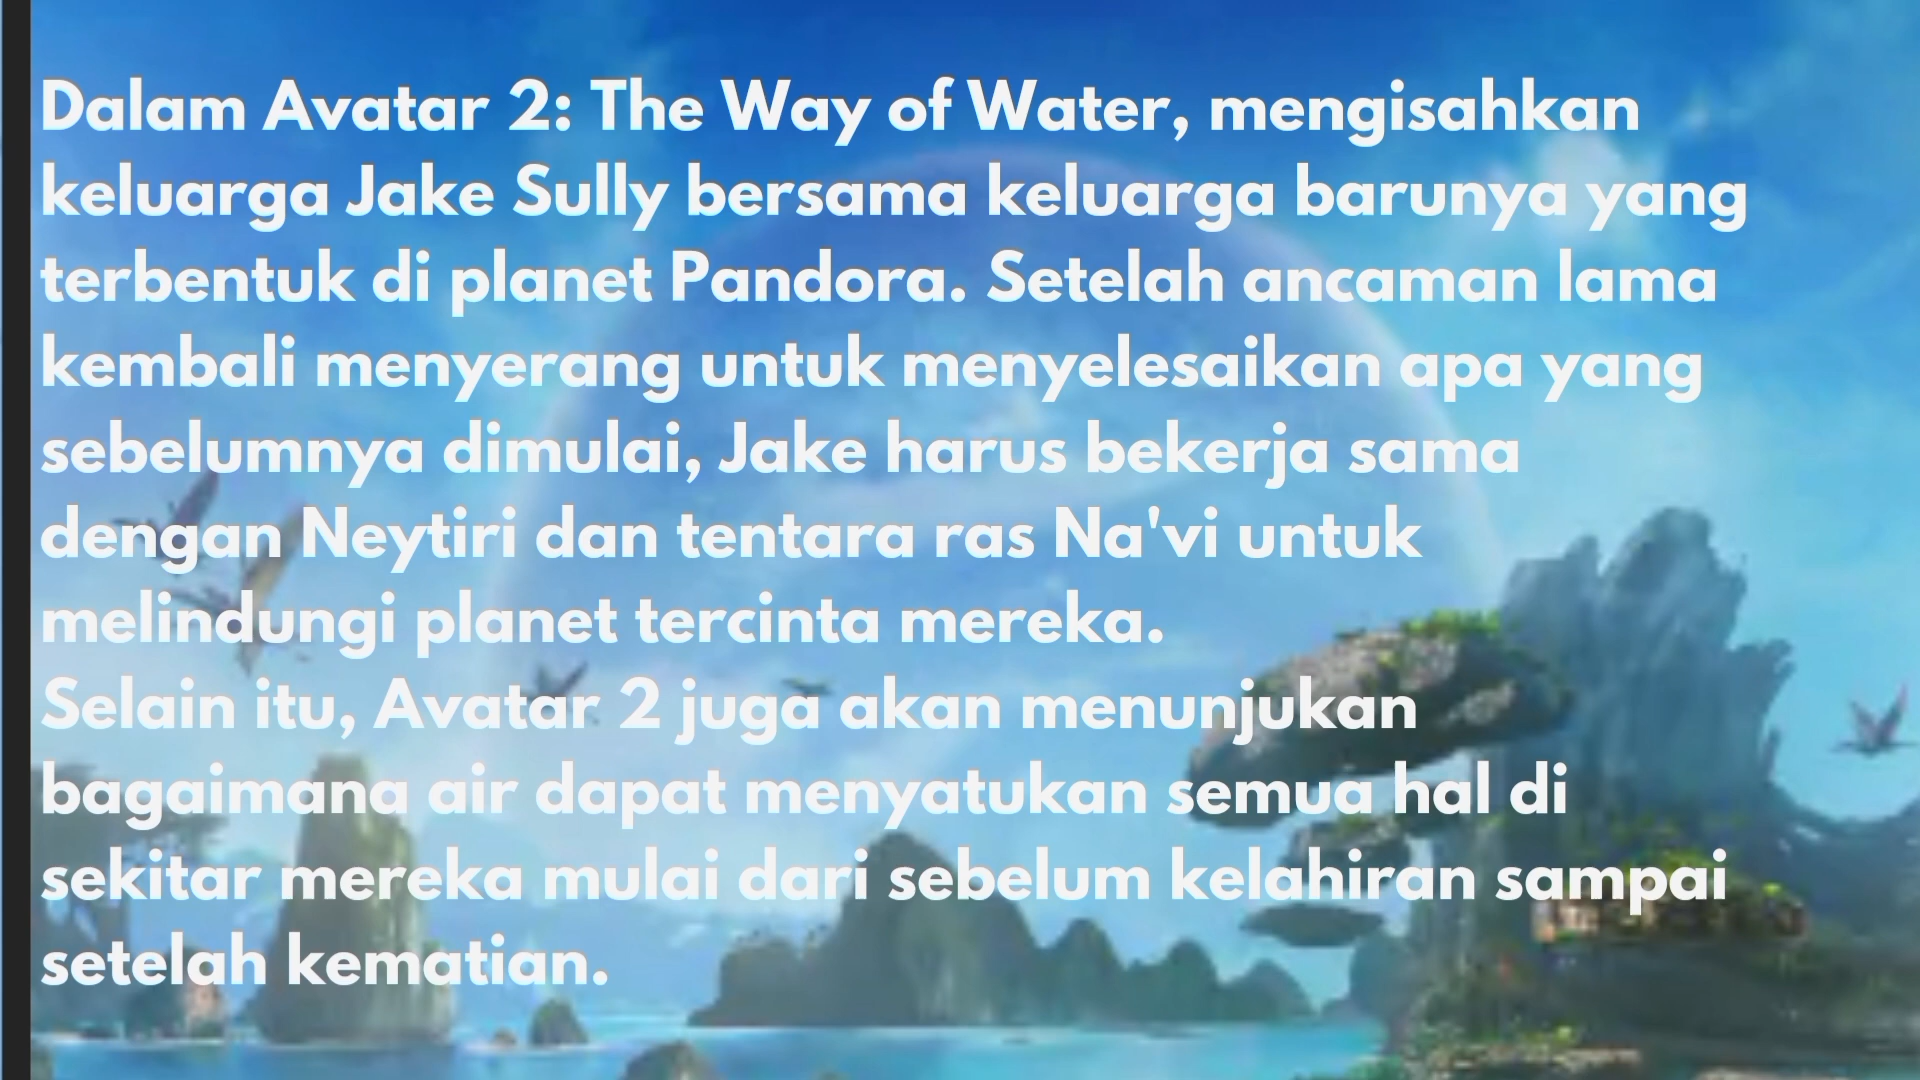 Dalam Avatar 2: The Way of Water, mengisahkan
keluarga Jake Sully bersama keluarga barunya yang
terbentuk di planet Pandora. Setelah ancaman lama
kembali menyerang untuk menyelesaikan apa yang
sebelumnya dimulai, Jake harus bekerja sama
dengan Neytiri dan tentara ras Na'vi untuk
melindungi planet tercinta mereka.
Selain itu, Avatar 2 juga akan menunjukan
bagaimana air dapat menyatukan semua hal di
sekitar mereka mulai dari sebelum kelahiran sampai
setelah kematian.